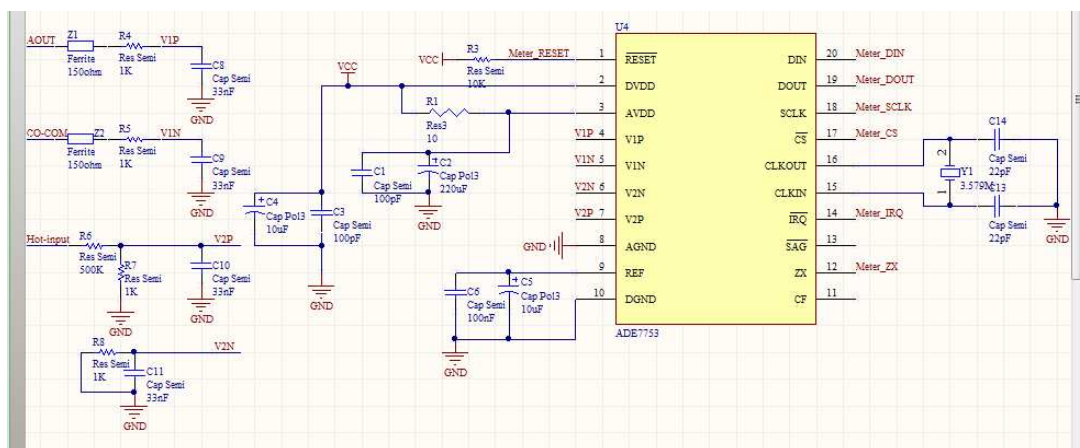 AOUT
Z1
Ferrite
150ohm
R4
Res Semi
1K
V1P
C8
Cap Semi
33nF
GND
CO-COM
Z2
Ferrite
150ohm
R5
Res Semi
1K
V1N
C9
Cap Semi
33nF
GND
Hot-input
R6
Res Semi
500K
R7
Res Semi
1K
GND
V2P
C10
Cap Semi
33nF
GND
R8
Res Semi
1K
V2N
C11
Cap Semi
33nF
GND
VCC
C4
Cap Pol3
10uF
C3
Cap Semi
100pF
GND
VCC
R3
Res Semi
10K
Meter_RESET
R1
Res3
10
C1
Cap Semi
100pF
C2
Cap Pol3
220uF
GND
V1P
V1N
V2N
V2P
GND
C6
Cap Semi
100nF
C5
Cap Pol3
10uF
GND
U4
1 RESET
2 DVDD
3 AVDD
4 V1P
5 V1N
6 V2N
7 V2P
8 AGND
9 REF
10 DGND
DIN 20 Meter_DIN
DOUT 19 Meter_DOUT
SCLK 18 Meter_SCLK
CS 17 Meter_CS
CLKOUT 16
CLKIN 15
IRQ 14 Meter_IRQ
SAG 13
ZX 12 Meter_ZX
CF 11
ADE7753
2
1
Y1
3.579M
C14
Cap Semi
22pF
C13
Cap Semi
22pF
GND